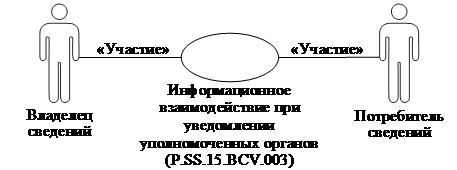 «Участие»
«Участие»
Информационное
взаимодействие при
уведомлении
уполномоченных органов
(P.SS.15.BCV.003)
Владелец
сведений
Потребитель
сведений